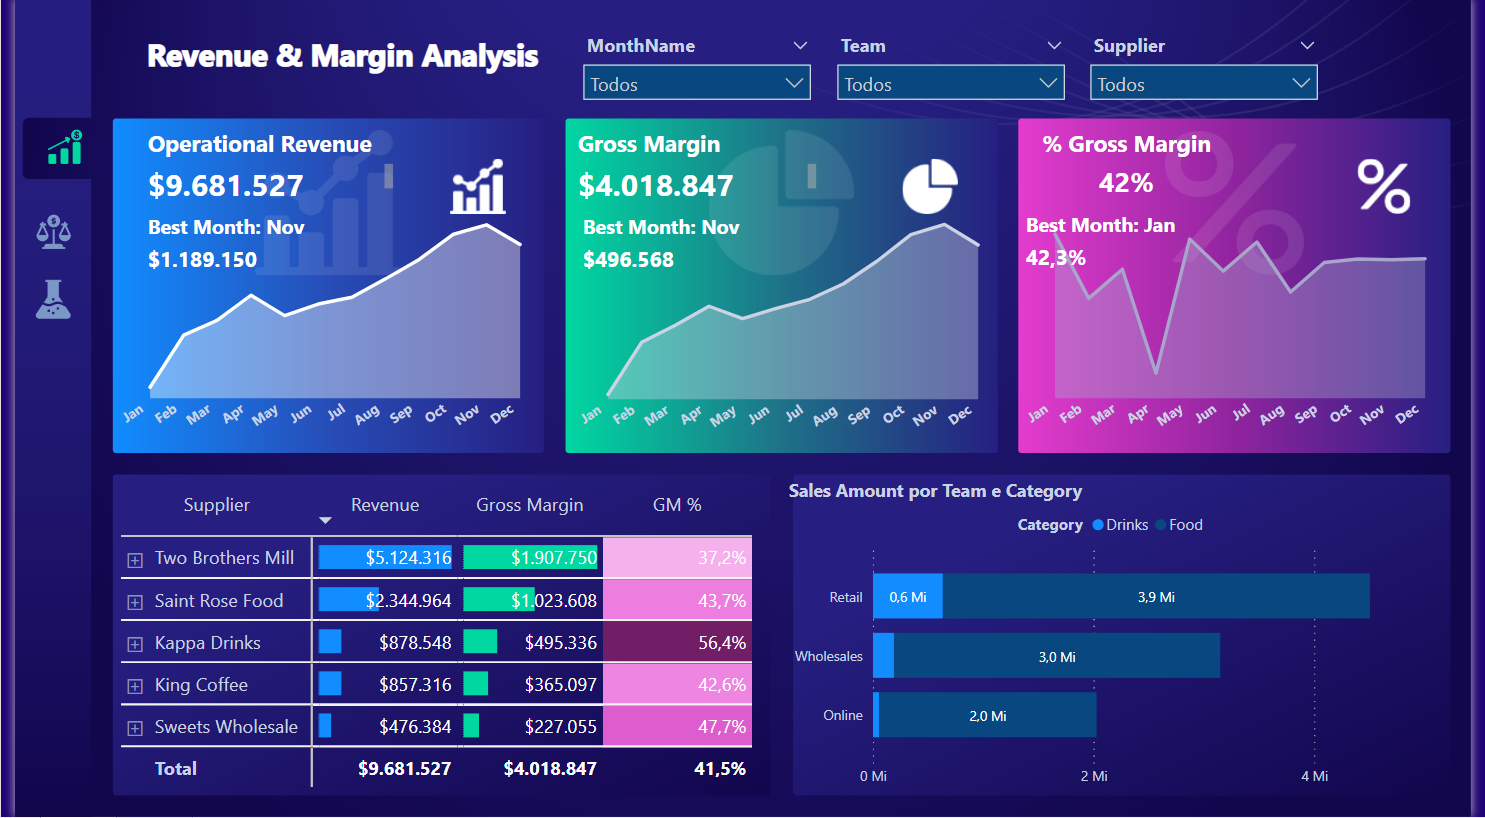 Revenue & Margin Analysis
MonthName
Todos
Team
Todos
Supplier
Todos
Operational Revenue
$9.681.527
Best Month: Nov
$1.189.150
Jan Feb Mar Apr May Jun Jul Aug Sep Oct Nov Dec
Gross Margin
$4.018.847
Best Month: Nov
$496.568
Jan Feb Mar Apr May Jun Jul Aug Sep Oct Nov Dec
% Gross Margin
42%
%
Best Month: Jan
42,3%
Jan Feb Mar Apr May Jun Jul Aug Sep Oct Nov Dec
Supplier Revenue Gross Margin GM %
Two Brothers Mill $5.124.316 $1.907.750 37,2%
Saint Rose Food $2.344.964 $1.023.608 43,7%
Kappa Drinks $878.548 $495.336 56,4%
King Coffee $857.316 $365.097 42,6%
Sweets Wholesale $476.384 $227.055 47,7%
Total $9.681.527 $4.018.847 41,5%
Sales Amount por Team e Category
Category Drinks Food
Retail 0,6 Mi 3,9 Mi
Wholesales 3,0 Mi
Online 2,0 Mi
0 Mi 2 Mi 4 Mi